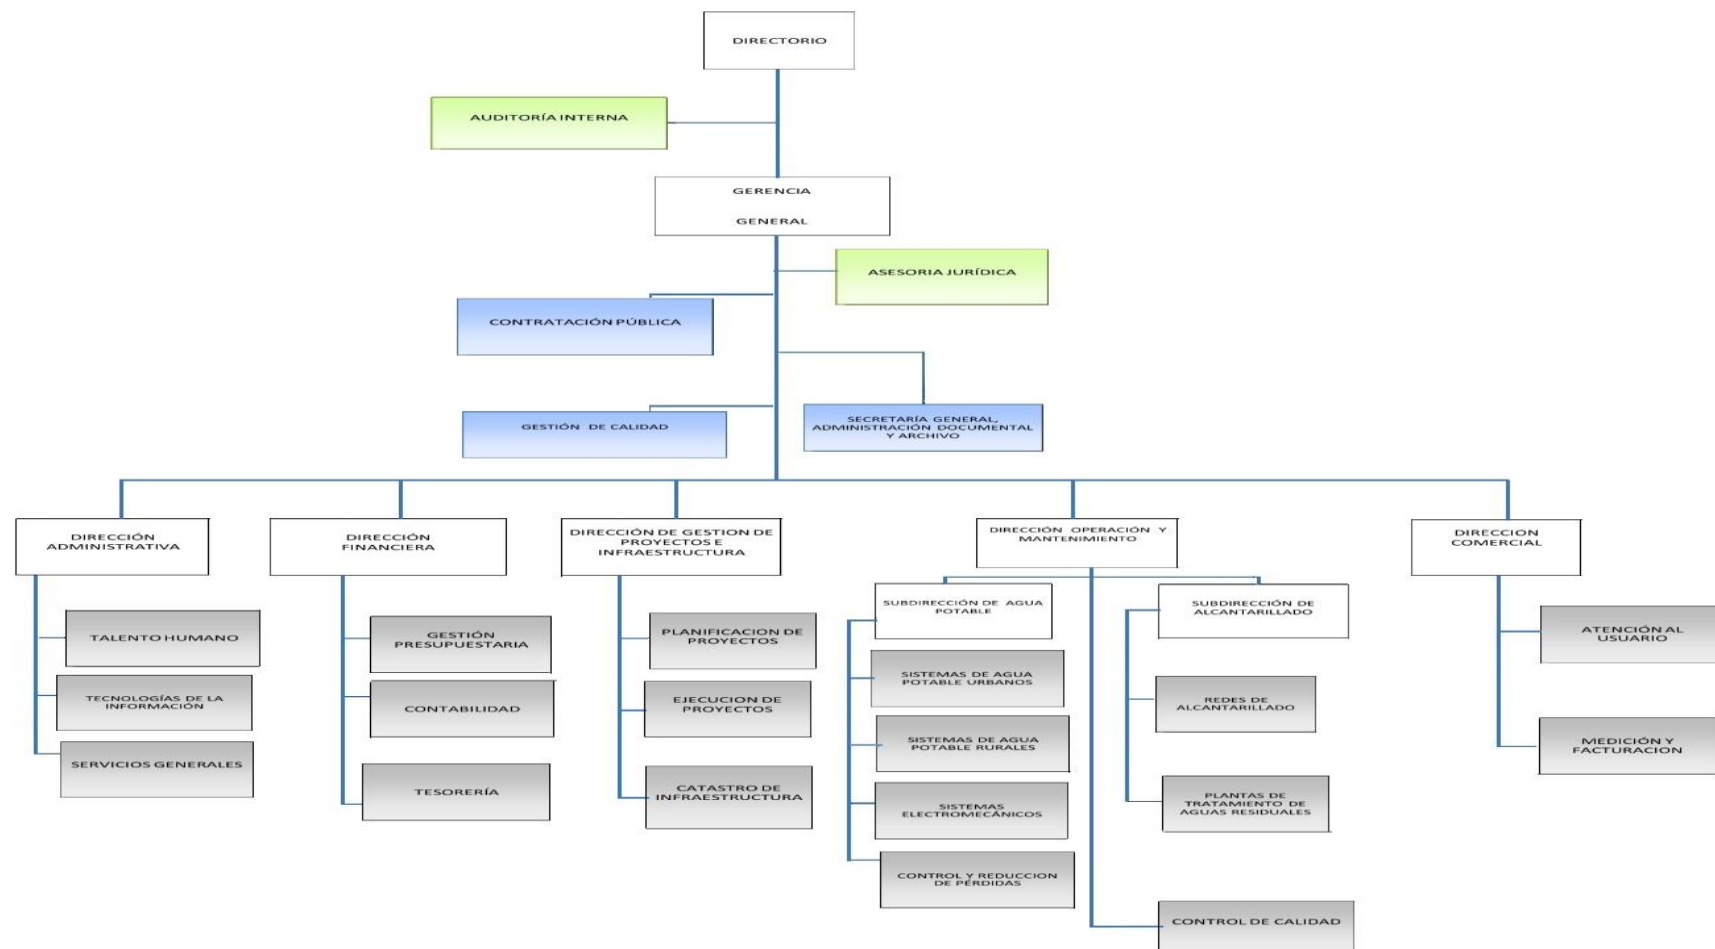 DIRECTORIO
AUDITORÍA INTERNA
GERENCIA
GENERAL
ASESORIA JURÍDICA
CONTRATACIÓN PÚBLICA
GESTIÓN DE CALIDAD
SECRETARÍA GENERAL,
ADMINISTRACIÓN DOCUMENTAL
Y ARCHIVO
DIRECCIÓN
ADMINISTRATIVA
TALENTO HUMANO
TECNOLOGÍAS DE LA
INFORMACIÓN
SERVICIOS GENERALES
DIRECCIÓN
FINANCIERA
GESTIÓN
PRESUPUESTARIA
CONTABILIDAD
TESORERÍA
DIRECCIÓN DE GESTION DE
PROYECTOS E
INFRAESTRUCTURA
PLANIFICACION DE
PROYECTOS
EJECUCION DE
PROYECTOS
CATASTRO DE
INFRAESTRUCTURA
DIRECCIÓN OPERACIÓN Y
MANTENIMIENTO
SUBDIRECCIÓN DE AGUA
POTABLE
SISTEMAS DE AGUA
POTABLE URBANOS
SISTEMAS DE AGUA
POTABLE RURALES
SISTEMAS
ELECTROMECÁNICOS
CONTROL Y REDUCCION
DE PÉRDIDAS
SUBDIRECCIÓN DE
ALCANTARILLADO
REDES DE
ALCANTARILLADO
PLANTAS DE
TRATAMIENTO DE
AGUAS RESIDUALES
CONTROL DE CALIDAD
DIRECCION
COMERCIAL
ATENCIÓN AL
USUARIO
MEDICIÓN Y
FACTURACION